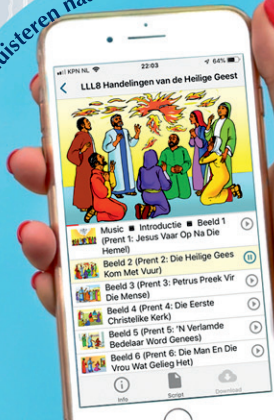 uisteren na
KPN NL
22:03
64%
LLL8 Handelingen van de Heilige Geest
Music ■ Introductie ■ Beeld 1
(Prent 1: Jesus Vaar Op Na Die
Hemel)
Beeld 2 (Prent 2: Die Heilige Gees
Kom Met Vuur)
Beeld 3 (Prent 3: Petrus Preek Vir
Die Mense)
Beeld 4 (Prent 4: Die Eerste
Christelike Kerk)
Beeld 5 (Prent 5: 'N Verlamde
Bedelaar Word Genees)
Beeld 6 (Prent 6: Die Man En Die
Vrou Wat Gelieg Het)
Info
Script
Download